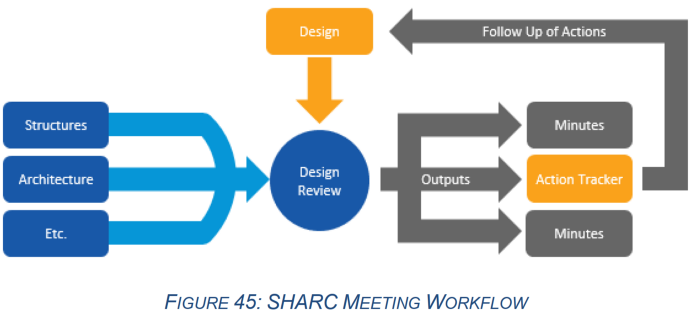 Design
Follow Up of Actions
Structures
Architecture
Etc.
Design
Review
Outputs
Minutes
Action Tracker
Minutes
FIGURE 45: SHARC MEETING WORKFLOW